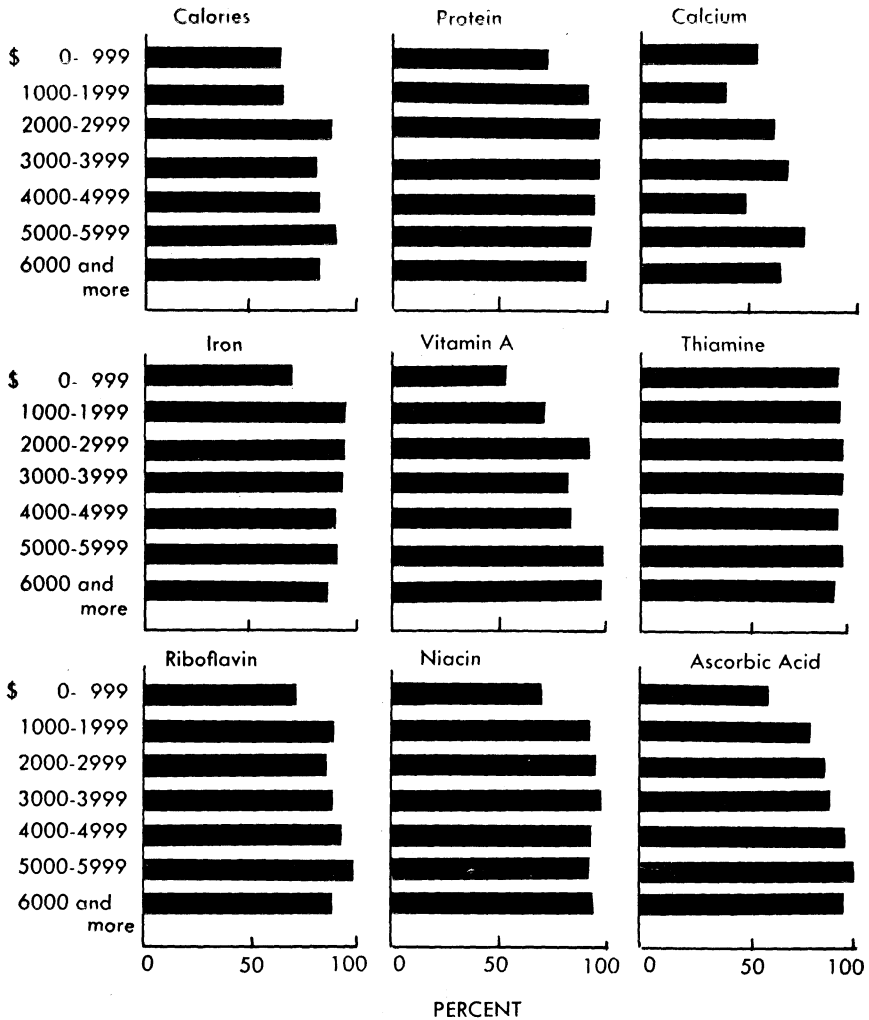 Calories Protein Calcium
$ 0- 999
1000-1999
2000-2999
3000-3999
4000-4999
5000-5999
6000 and
more
Iron Vitamin A Thiamine
$ 0- 999
1000-1999
2000-2999
3000-3999
4000-4999
5000-5999
6000 and
more
Riboflavin Niacin Ascorbic Acid
$ 0- 999
1000-1999
2000-2999
3000-3999
4000-4999
5000-5999
6000 and
more
0 50 100 0 50 100 0 50 100
PERCENT